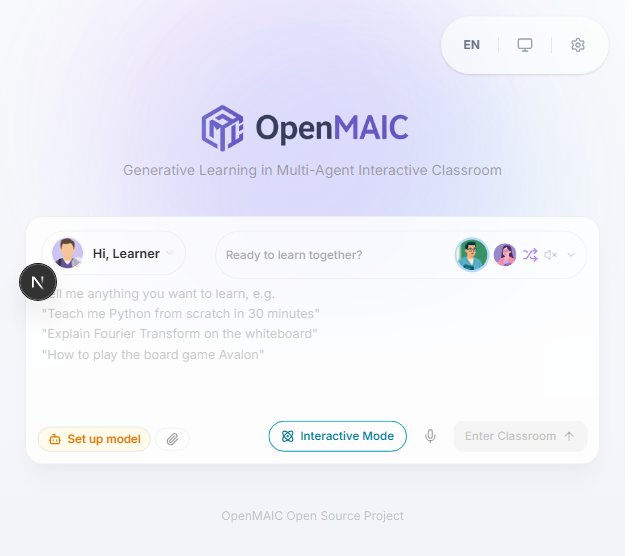 EN
OpenMAIC
Generative Learning in Multi-Agent Interactive Classroom
Hi, Learner
Ready to learn together?
N
ell me anything you want to learn, e.g.
"Teach me Python from scratch in 30 minutes"
"Explain Fourier Transform on the whiteboard"
"How to play the board game Avalon"
Set up model
Interactive Mode
Enter Classroom
OpenMAIC Open Source Project